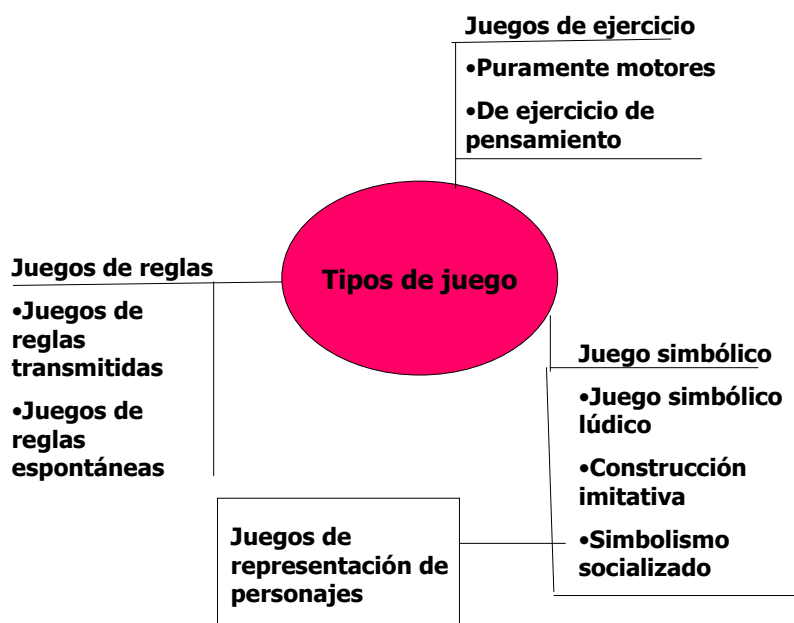 Juegos de ejercicio
•Puramente motores
•De ejercicio de
pensamiento
Tipos de juego
Juegos de reglas
•Juegos de
reglas
transmitidas
•Juegos de
reglas
espontáneas
Juego simbólico
•Juego simbólico
lúdico
•Construcción
imitativa
•Simbolismo
socializado
Juegos de
representación de
personajes